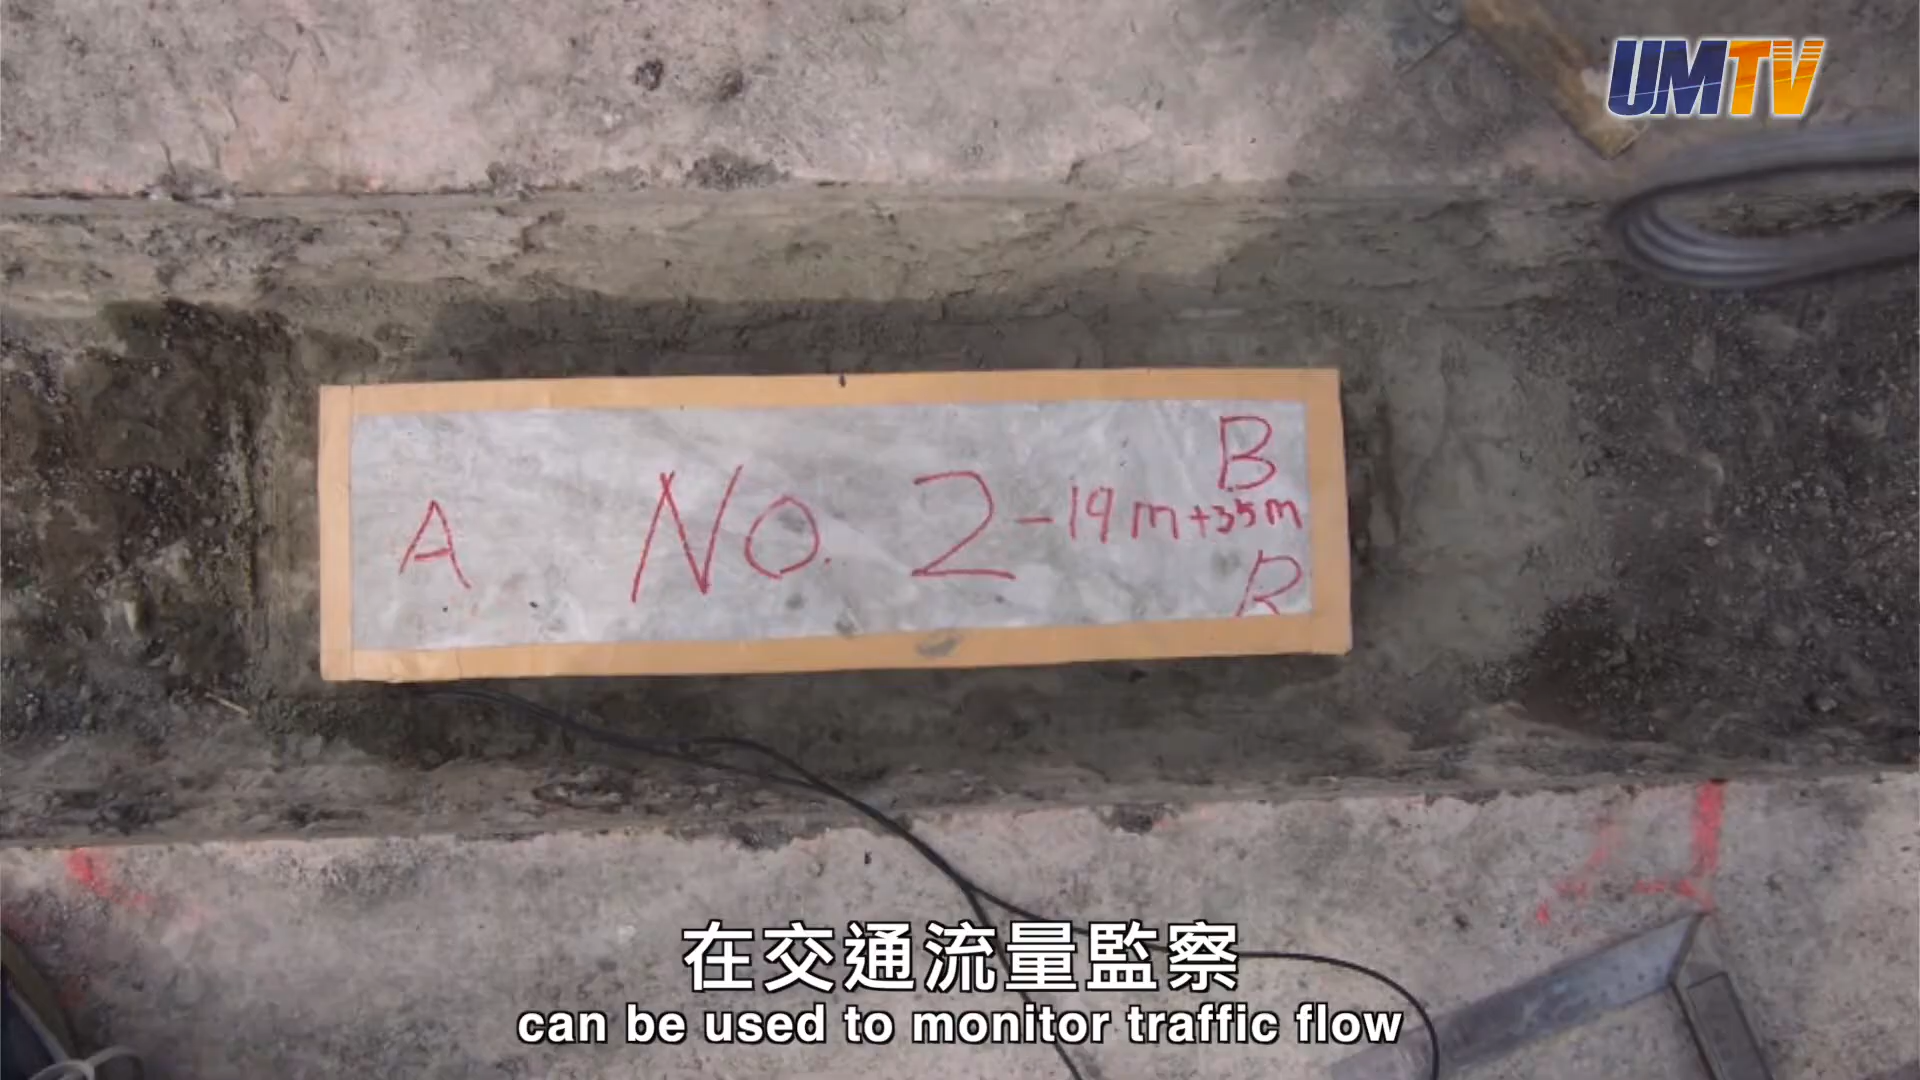 UMTV
B
A NO. 2 -19m+35m
B
在交通流量監察
can be used to monitor traffic flow